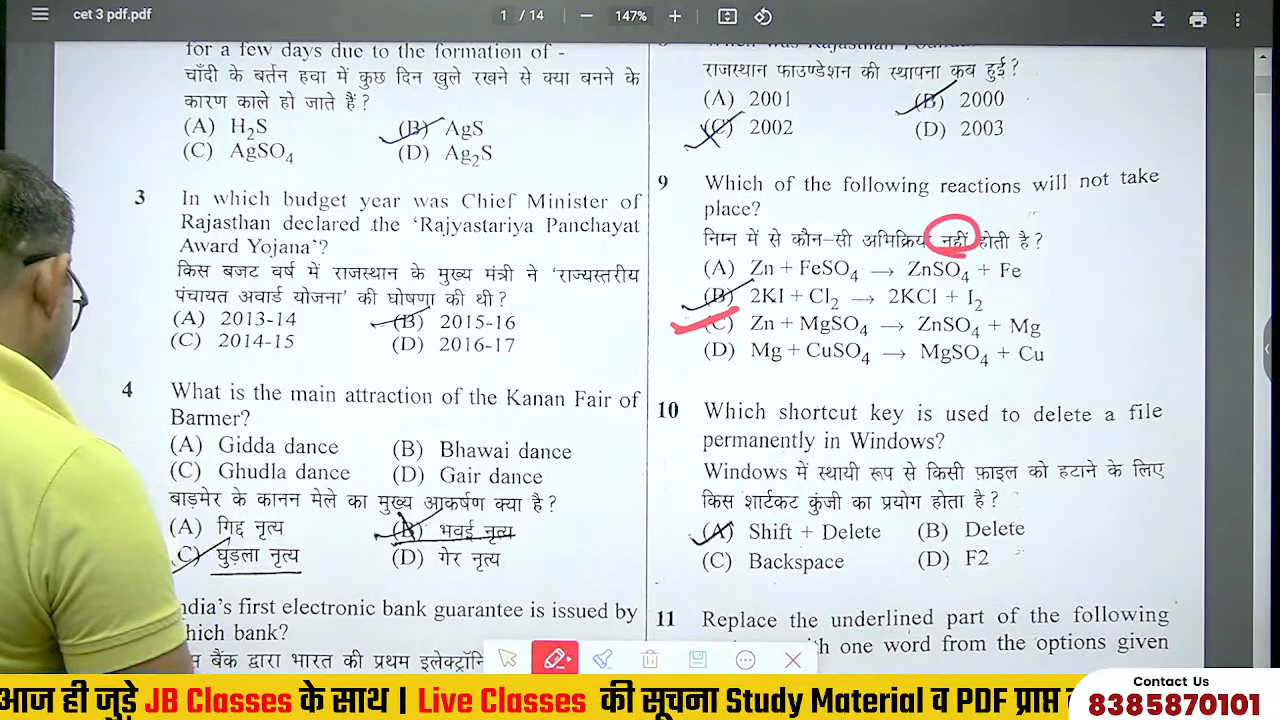 cet 3 pdf.pdf
1 / 14
147%
for a few days due to the formation of -
चाँदी के बर्तन हवा में कुछ दिन खुले रखने से क्या बनने के
कारण काले हो जाते हैं ?
(A) H₂S (B) AgS
(C) AgSO₄ (D) Ag₂S
3 In which budget year was Chief Minister of
Rajasthan declared the 'Rajyastariya Panchayat
Award Yojana'?
किस बजट वर्ष में राजस्थान के मुख्य मंत्री ने 'राज्यस्तरीय
पंचायत अवार्ड योजना' की घोषणा की थी ?
(A) 2013-14 (B) 2015-16
(C) 2014-15 (D) 2016-17
4 What is the main attraction of the Kanan Fair of
Barmer?
(A) Gidda dance (B) Bhawai dance
(C) Ghudla dance (D) Gair dance
बाड़मेर के कानन मेले का मुख्य आकर्षण क्या है ?
(A) गिद्द नृत्य (B) भवई नृत्य
C) घुड़ला नृत्य (D) गेर नृत्य
ndia's first electronic bank guarantee is issued by
hich bank?
बैंक द्वारा भारत की प्रथम
राजस्थान फाउण्डेशन की स्थापना कब हुई ?
(A) 2001 (B) 2000
(C) 2002 (D) 2003
9 Which of the following reactions will not take
place?
निम्न में से कौन-सी अभिक्रिया नहीं होती है ?
(A) Zn + FeSO₄ → ZnSO₄ + Fe
(B) 2KI + Cl₂ → 2KCl + I₂
(C) Zn + MgSO₄ → ZnSO₄ + Mg
(D) Mg + CuSO₄ → MgSO₄ + Cu
10 Which shortcut key is used to delete a file
permanently in Windows?
Windows में स्थायी रूप से किसी फ़ाइल को हटाने के लिए
किस शार्टकट कुंजी का प्रयोग होता है ?
(A) Shift + Delete (B) Delete
(C) Backspace (D) F2
11 Replace the underlined part of the following
with one word from the options given
आज ही जुड़े JB Classes के साथ | Live Classes की सूचना Study Material व PDF प्राप्त
Contact Us
8385870101